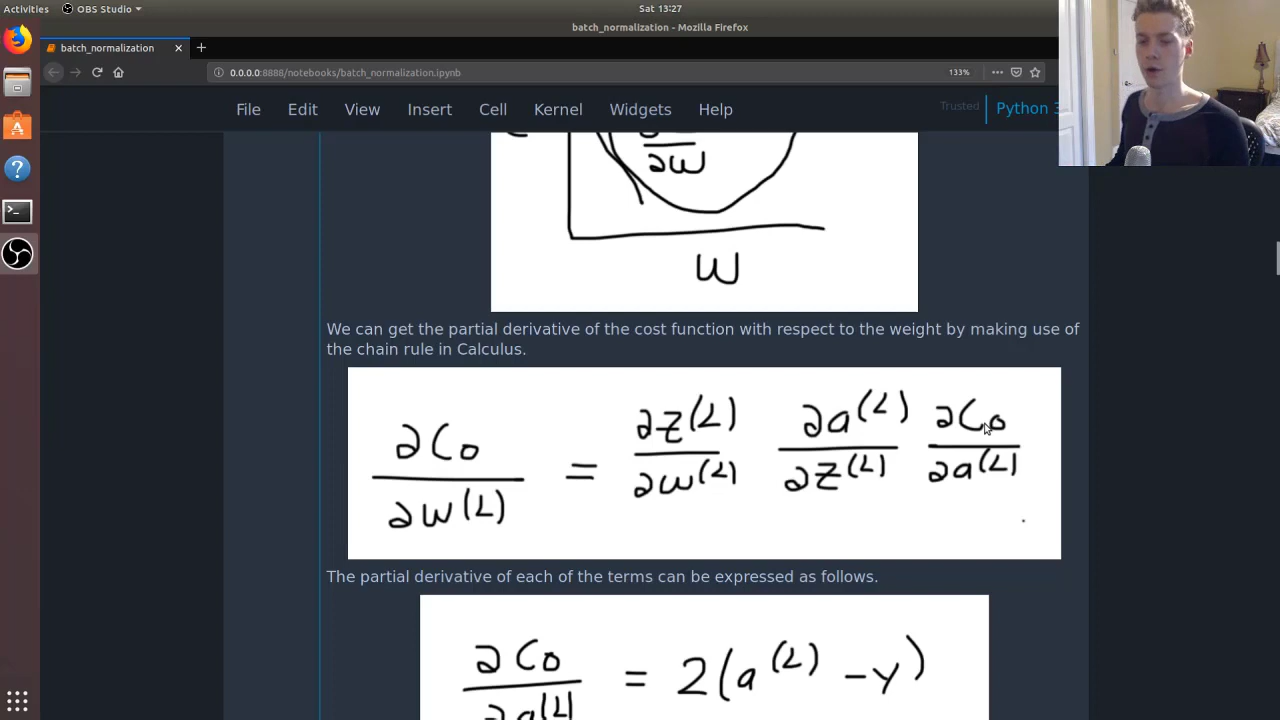 Activities
OBS Studio
Sat 13:27
batch_normalization - Mozilla Firefox
batch_normalization
0.0.0.0:8888/notebooks/batch_normalization.ipynb
133%
File Edit View Insert Cell Kernel Widgets Help
Trusted
Python 3
∂w
w
We can get the partial derivative of the cost function with respect to the weight by making use of
the chain rule in Calculus.
∂C₀/∂w^(L) = ∂z^(L)/∂w^(L) ∂a^(L)/∂z^(L) ∂C₀/∂a^(L)
The partial derivative of each of the terms can be expressed as follows.
∂C₀/∂a^(L) = 2(a^(L) - y)